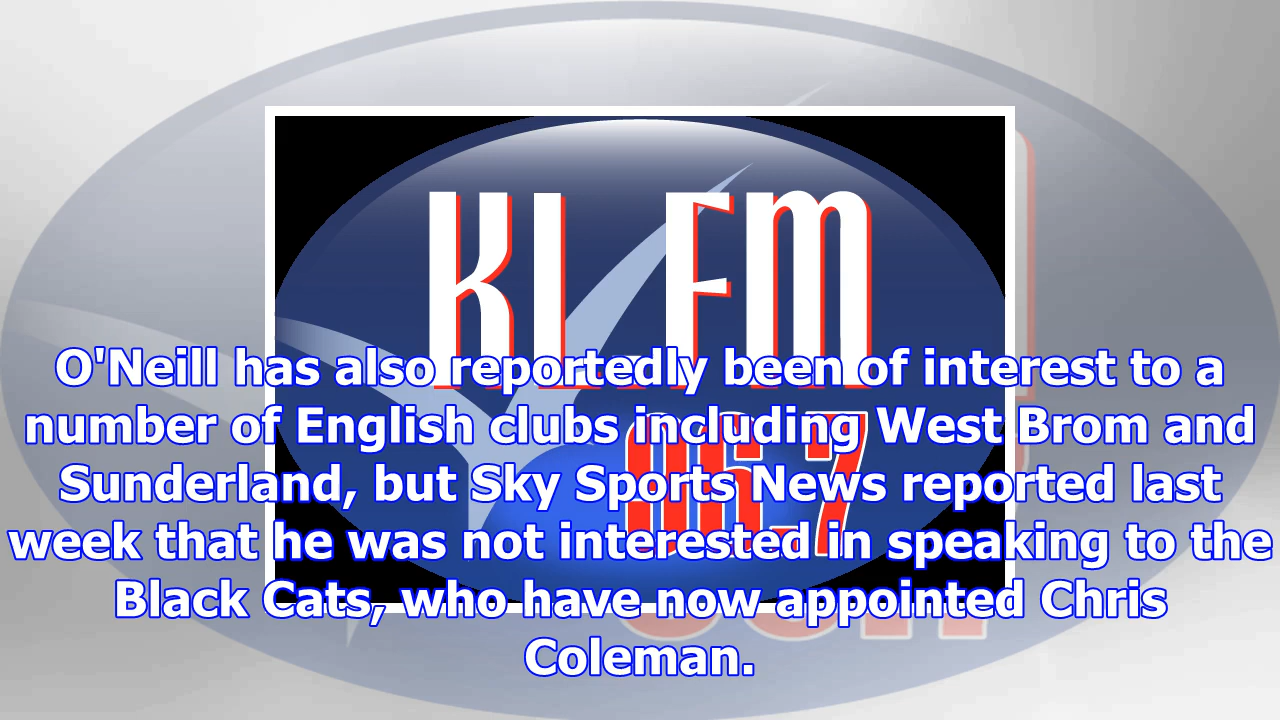 KL.FM
96.7
O'Neill has also reportedly been of interest to a
number of English clubs including West Brom and
Sunderland, but Sky Sports News reported last
week that he was not interested in speaking to the
Black Cats, who have now appointed Chris
Coleman.